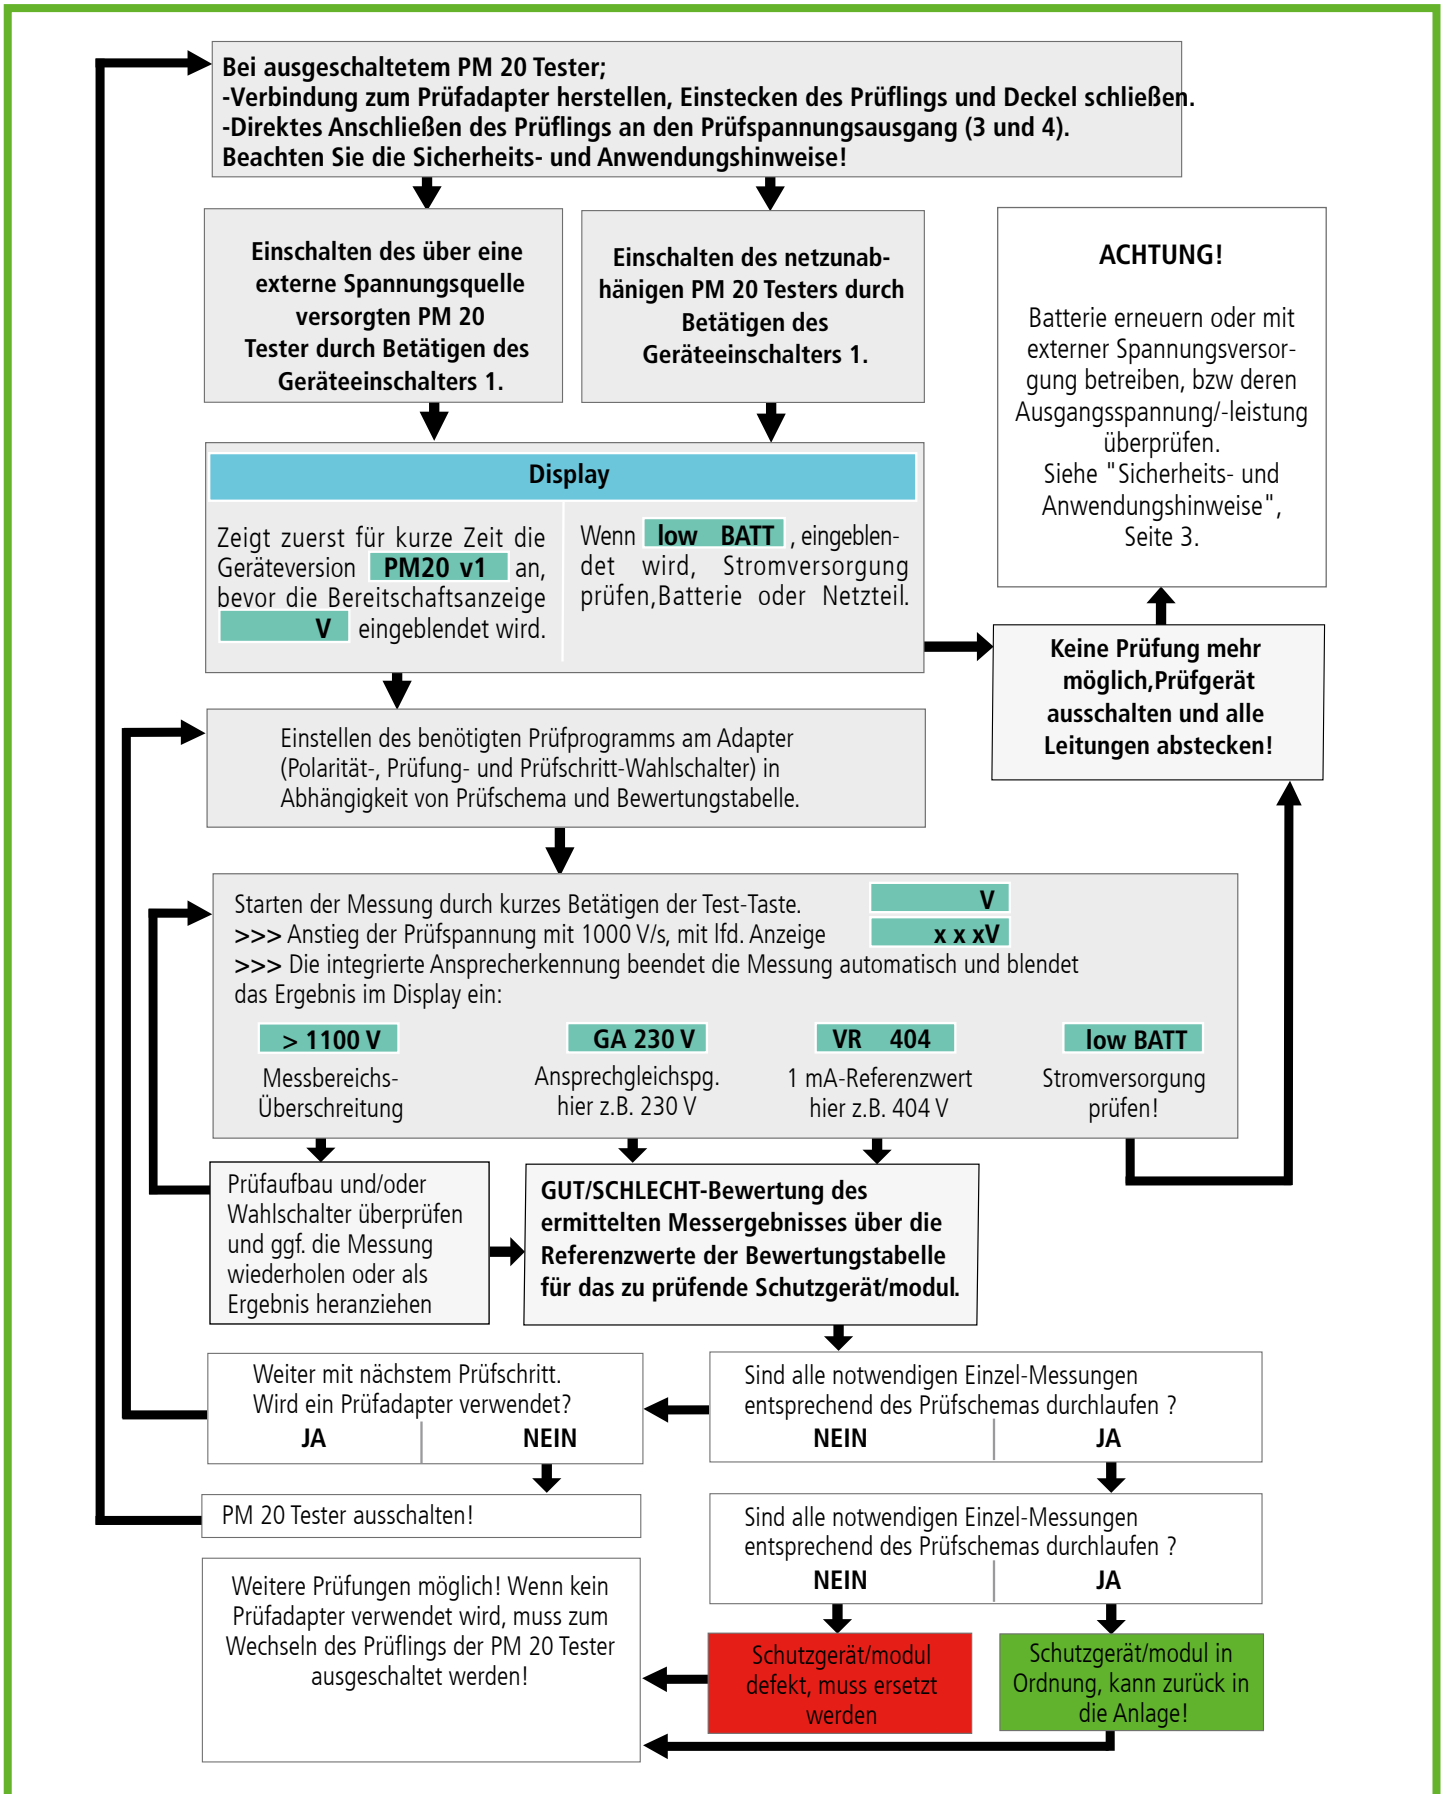 Bei ausgeschaltetem PM 20 Tester;
-Verbindung zum Prüfadapter herstellen, Einstecken des Prüflings und Deckel schließen.
-Direktes Anschließen des Prüflings an den Prüfspannungsausgang (3 und 4).
Beachten Sie die Sicherheits- und Anwendungshinweise!
Einschalten des über eine
externe Spannungsquelle
versorgten PM 20
Tester durch Betätigen des
Geräteeinschalters 1.
Einschalten des netzunab-
hänigen PM 20 Testers durch
Betätigen des
Geräteeinschalters 1.
ACHTUNG!
Batterie erneuern oder mit
externer Spannungsversor-
gung betreiben, bzw deren
Ausgangsspannung/-leistung
überprüfen.
Siehe "Sicherheits- und
Anwendungshinweise",
Seite 3.
Display
Zeigt zuerst für kurze Zeit die
Geräteversion PM20 v1 an,
bevor die Bereitschaftsanzeige
V eingeblendet wird.
Wenn low BATT , eingeblen-
det wird, Stromversorgung
prüfen,Batterie oder Netzteil.
Keine Prüfung mehr
möglich,Prüfgerät
ausschalten und alle
Leitungen abstecken!
Einstellen des benötigten Prüfprogramms am Adapter
(Polarität-, Prüfung- und Prüfschritt-Wahlschalter) in
Abhängigkeit von Prüfschema und Bewertungstabelle.
Starten der Messung durch kurzes Betätigen der Test-Taste. V
>>> Anstieg der Prüfspannung mit 1000 V/s, mit lfd. Anzeige x x xV
>>> Die integrierte Ansprecherkennung beendet die Messung automatisch und blendet
das Ergebnis im Display ein:
> 1100 V
Messbereichs-
Überschreitung
GA 230 V
Ansprechgleichspg.
hier z.B. 230 V
VR 404
1 mA-Referenzwert
hier z.B. 404 V
low BATT
Stromversorgung
prüfen!
Prüfaufbau und/oder
Wahlschalter überprüfen
und ggf. die Messung
wiederholen oder als
Ergebnis heranziehen
GUT/SCHLECHT-Bewertung des
ermittelten Messergebnisses über die
Referenzwerte der Bewertungstabelle
für das zu prüfende Schutzgerät/modul.
Weiter mit nächstem Prüfschritt.
Wird ein Prüfadapter verwendet?
JA NEIN
Sind alle notwendigen Einzel-Messungen
entsprechend des Prüfschemas durchlaufen ?
NEIN JA
PM 20 Tester ausschalten!
Sind alle notwendigen Einzel-Messungen
entsprechend des Prüfschemas durchlaufen ?
NEIN JA
Weitere Prüfungen möglich! Wenn kein
Prüfadapter verwendet wird, muss zum
Wechseln des Prüflings der PM 20 Tester
ausgeschaltet werden!
Schutzgerät/modul
defekt, muss ersetzt
werden
Schutzgerät/modul in
Ordnung, kann zurück in
die Anlage!